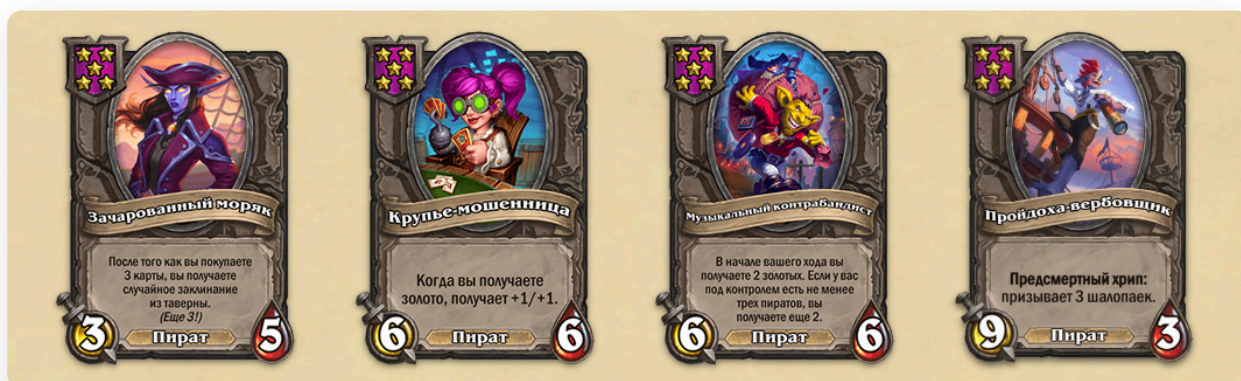 Зачарованный моряк
После того как вы покупаете
3 карты, вы получаете
случайное заклинание
из таверны.
(Еще 3!)
3
Пират
5
Крупье-мошенница
Когда вы получаете
золото, получает +1/+1.
6
Пират
6
Музыкальный контрабандист
В начале вашего хода вы
получаете 2 золотых. Если у вас
под контролем есть не менее
трех пиратов, вы
получаете еще 2.
6
Пират
6
Пройдоха-вербовщик
Предсмертный хрип:
призывает 3 шалопаек.
9
Пират
3